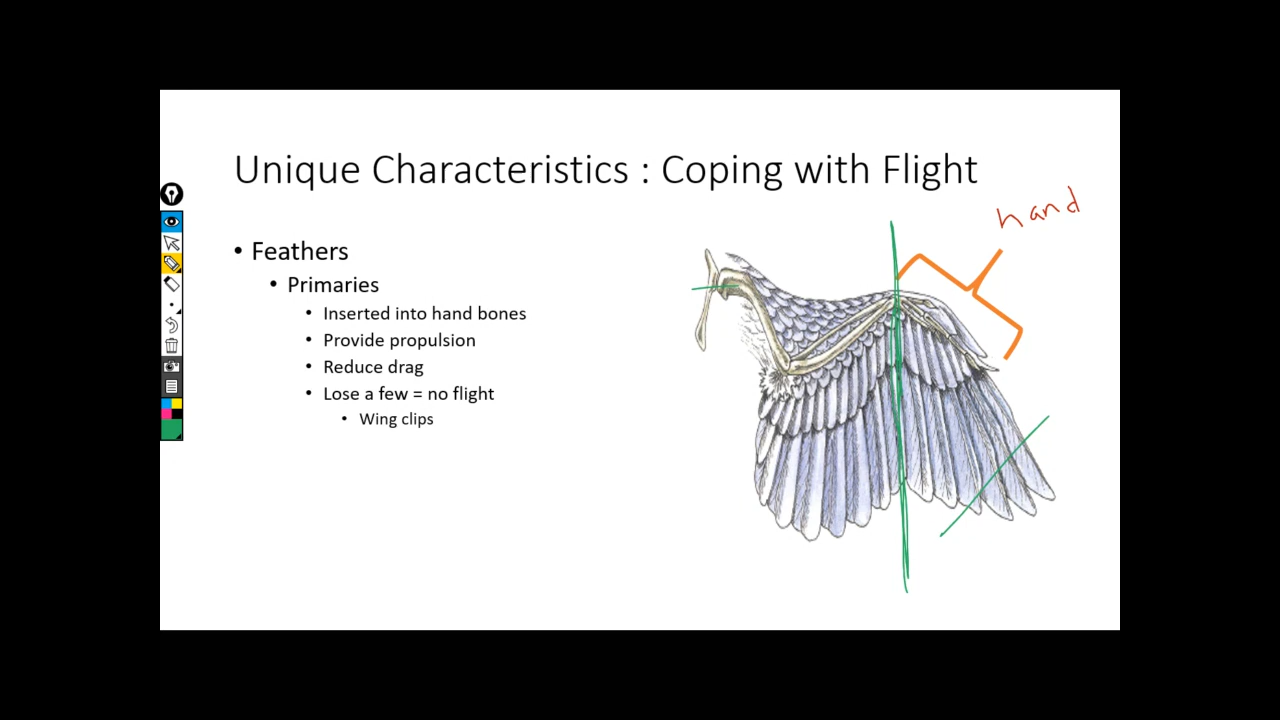 Unique Characteristics : Coping with Flight
hand
• Feathers
• Primaries
• Inserted into hand bones
• Provide propulsion
• Reduce drag
• Lose a few = no flight
• Wing clips